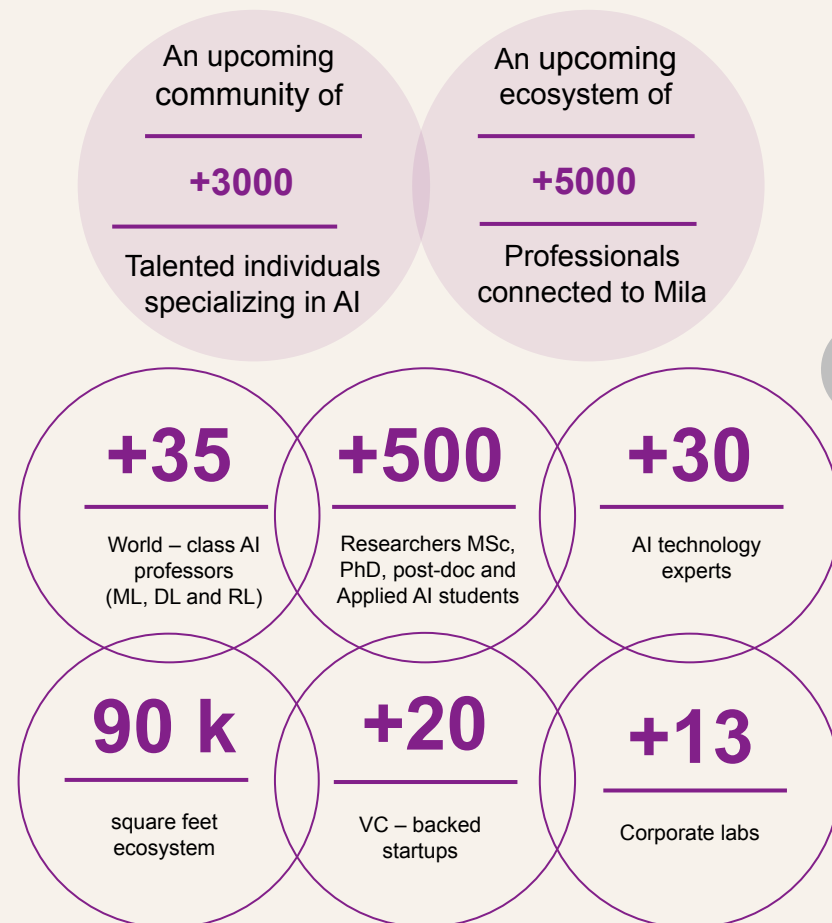 An upcoming
community of
+3000
Talented individuals
specializing in AI
An upcoming
ecosystem of
+5000
Professionals
connected to Mila
+35
World – class AI
professors
(ML, DL and RL)
+500
Researchers MSc,
PhD, post-doc and
Applied AI students
+30
AI technology
experts
90 k
square feet
ecosystem
+20
VC – backed
startups
+13
Corporate labs